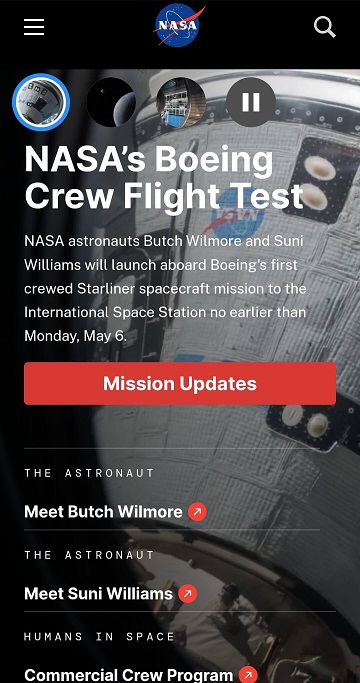 NASA
NASA's Boeing
Crew Flight Test
NASA astronauts Butch Wilmore and Suni
Williams will launch aboard Boeing's first
crewed Starliner spacecraft mission to the
International Space Station no earlier than
Monday, May 6.
Mission Updates
THE ASTRONAUT
Meet Butch Wilmore
THE ASTRONAUT
Meet Suni Williams
HUMANS IN SPACE
Commercial Crew Program